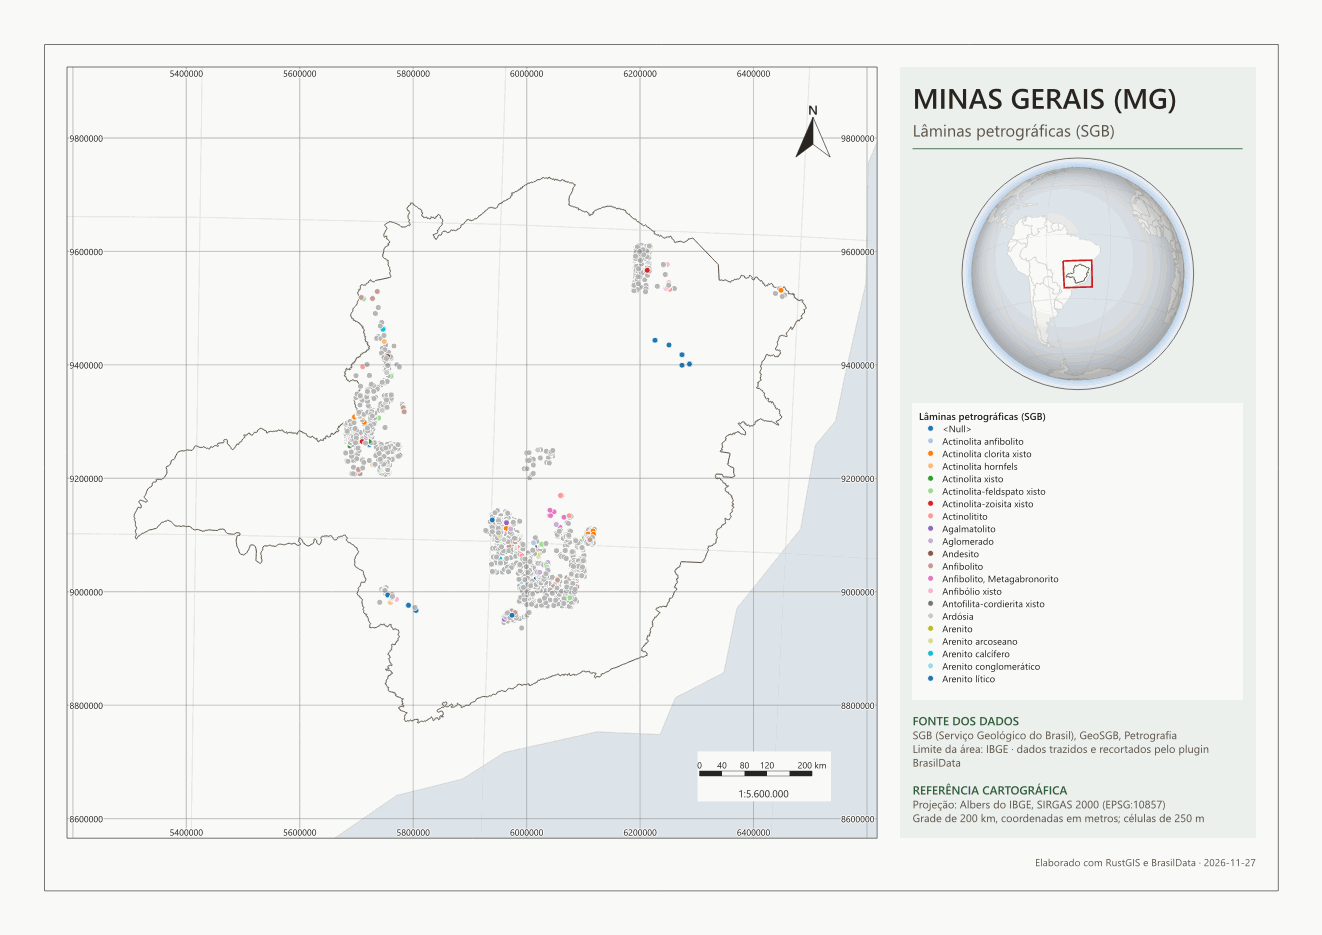 5400000 5600000 5800000 6000000 6200000 6400000
N
9800000 9800000
9600000 9600000
9400000 9400000
9200000 9200000
9000000 9000000
8800000 8800000
8600000 8600000
0 40 80 120 200 km
1:5.600.000
5400000 5600000 5800000 6000000 6200000 6400000
MINAS GERAIS (MG)
Lâminas petrográficas (SGB)
Lâminas petrográficas (SGB)
<Null>
Actinolita anfibolito
Actinolita clorita xisto
Actinolita hornfels
Actinolita xisto
Actinolita-feldspato xisto
Actinolita-zoisita xisto
Actinolitito
Agalmatolito
Aglomerado
Andesito
Anfibolito
Anfibolito, Metagabronorito
Anfibólio xisto
Antofilita-cordierita xisto
Ardósia
Arenito
Arenito arcoseano
Arenito calcífero
Arenito conglomerático
Arenito lítico
FONTE DOS DADOS
SGB (Serviço Geológico do Brasil), GeoSGB, Petrografia
Limite da área: IBGE · dados trazidos e recortados pelo plugin
BrasilData
REFERÊNCIA CARTOGRÁFICA
Projeção: Albers do IBGE, SIRGAS 2000 (EPSG:10857)
Grade de 200 km, coordenadas em metros; células de 250 m
Elaborado com RustGIS e BrasilData · 2026-11-27